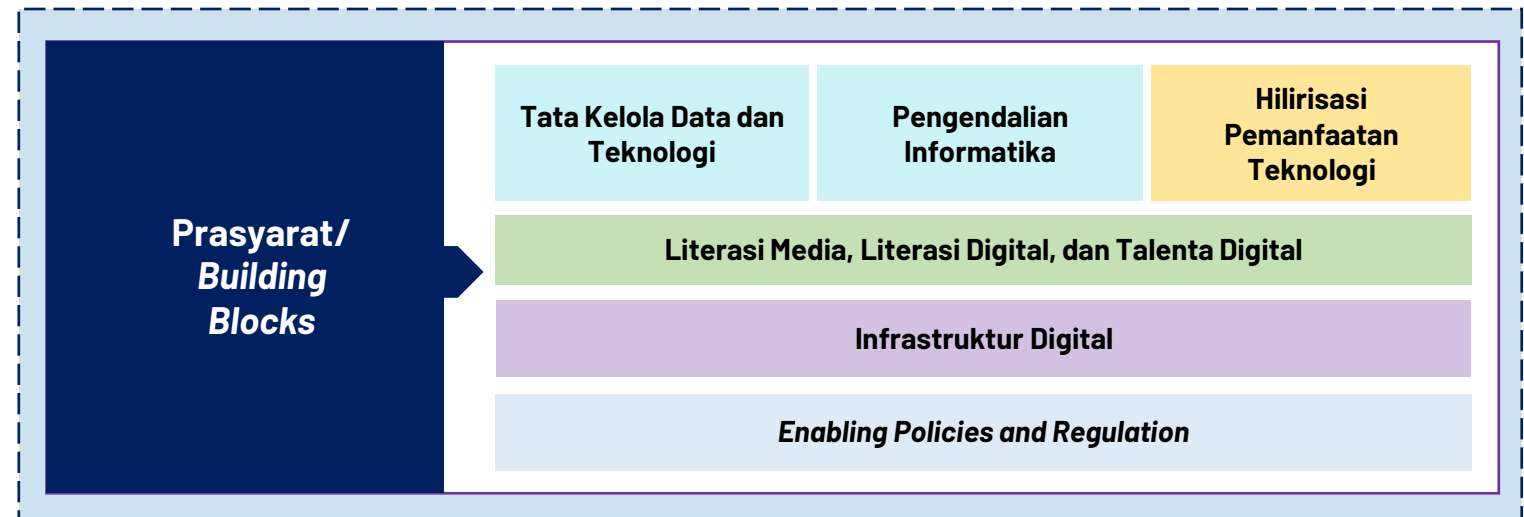 Prasyarat/
Building
Blocks
Tata Kelola Data dan
Teknologi
Pengendalian
Informatika
Hilirisasi
Pemanfaatan
Teknologi
Literasi Media, Literasi Digital, dan Talenta Digital
Infrastruktur Digital
Enabling Policies and Regulation